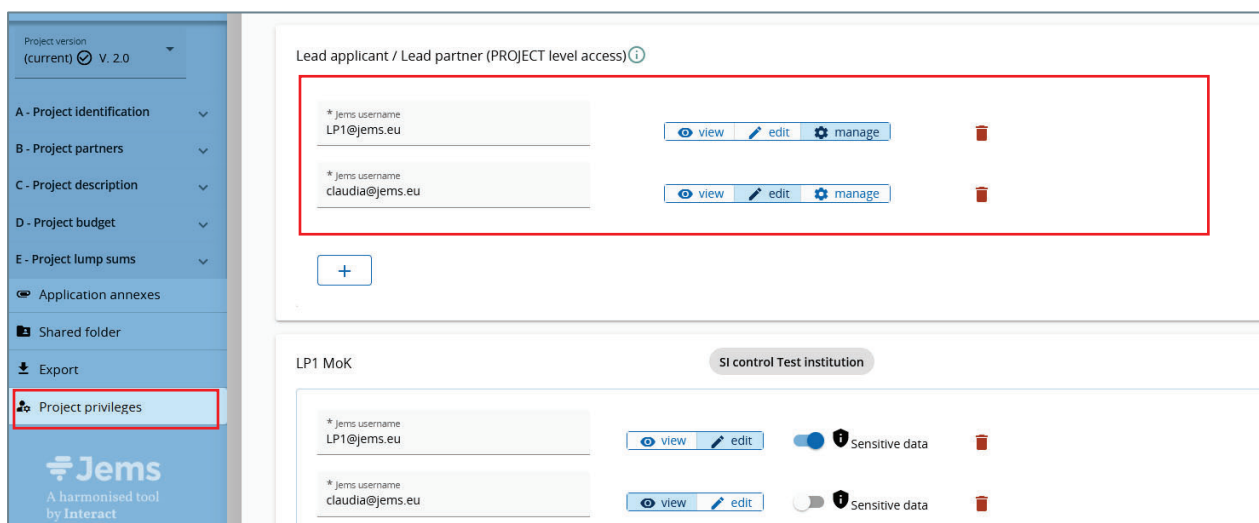 Project version
(current) V. 2.0
A - Project identification
B - Project partners
C - Project description
D - Project budget
E - Project lump sums
Application annexes
Shared folder
Export
Project privileges
Jems
A harmonised tool
by Interact
Lead applicant / Lead partner (PROJECT level access)
* Jems username
LP1@jems.eu
view edit manage
* Jems username
claudia@jems.eu
view edit manage
+
LP1 MoK
SI control Test institution
* Jems username
LP1@jems.eu
view edit
Sensitive data
* Jems username
claudia@jems.eu
view edit
Sensitive data